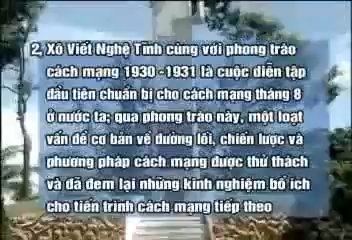 2, Xô Viết Nghệ Tĩnh cùng với phong trào
cách mạng 1930 -1931 là cuộc diễn tập
đầu tiên chuẩn bị cho cách mạng tháng 8
ở nước ta; qua phong trào này, một loạt
vấn đề cơ bản về đường lối, chiến lược và
phương pháp cách mạng được thử thách
và đã đem lại những kinh nghiệm bổ ích
cho tiến trình cách mạng tiếp theo